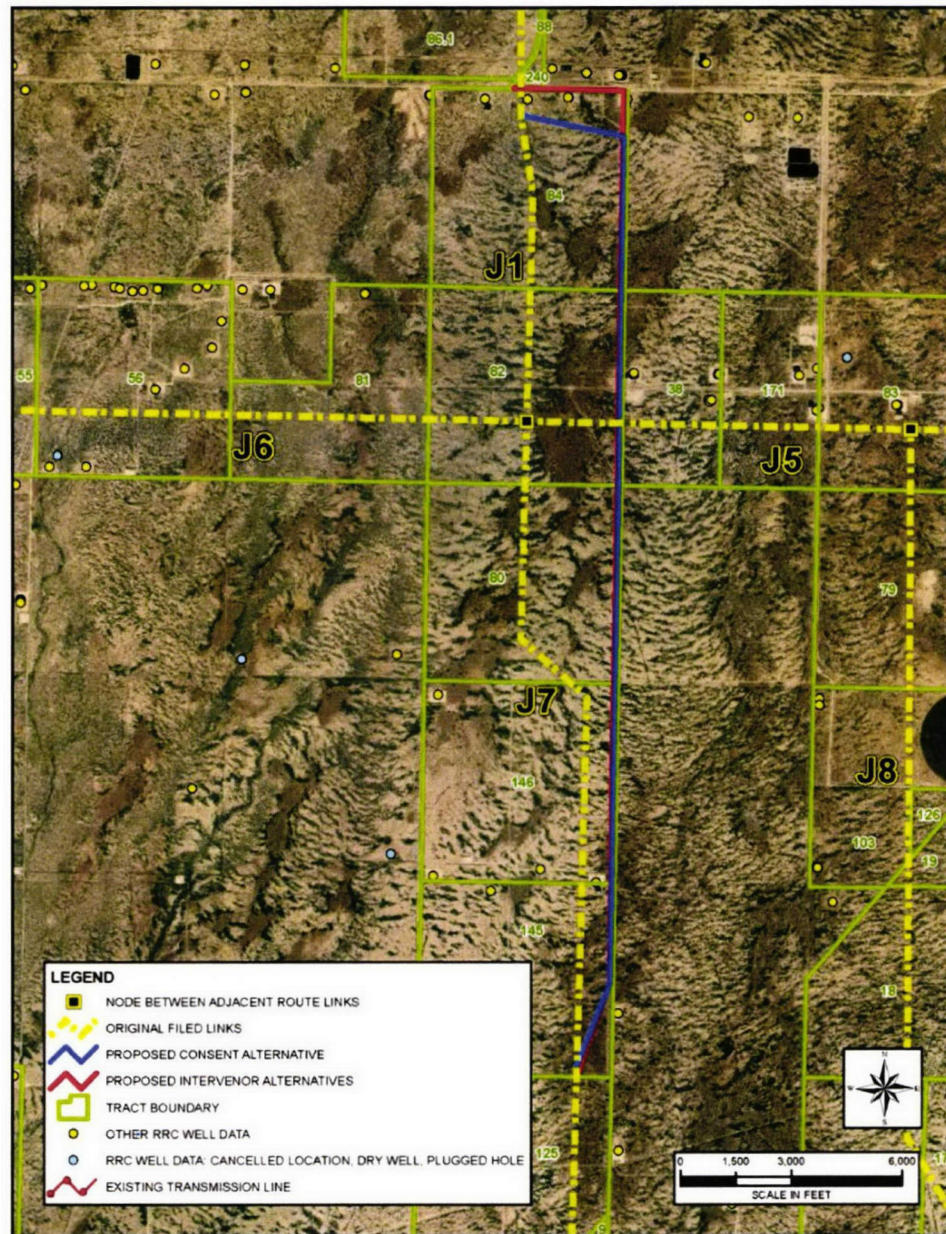 86.1
88
240
84
J1
55
56
81
62
38
171
83
J6
J5
80
79
J7
J8
146
126
103
19
145
18
125
LEGEND
NODE BETWEEN ADJACENT ROUTE LINKS
ORIGINAL FILED LINKS
PROPOSED CONSENT ALTERNATIVE
PROPOSED INTERVENOR ALTERNATIVES
TRACT BOUNDARY
OTHER RRC WELL DATA
RRC WELL DATA: CANCELLED LOCATION, DRY WELL, PLUGGED HOLE
EXISTING TRANSMISSION LINE
N
W E
S
0 1,500 3,000 6,000
SCALE IN FEET